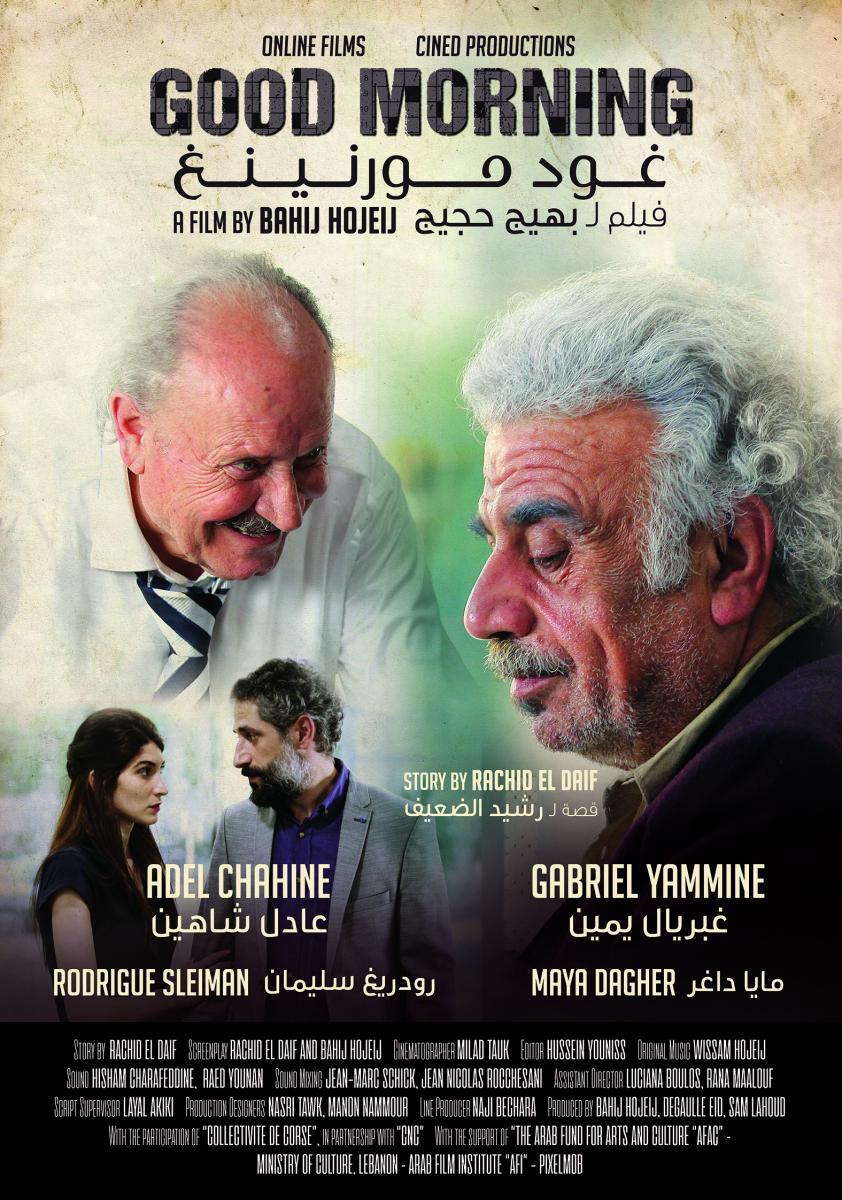 ONLINE FILMS CINED PRODUCTIONS
GOOD MORNING
غود مورنينغ
A FILM BY BAHIJ HOJEIJ فيلم لـ بهيج حجيج
STORY BY RACHID EL DAIF
قصة لـ رشيد الضعيف
ADEL CHAHINE GABRIEL YAMMINE
عادل شاهين غبريال يمين
RODRIGUE SLEIMAN رودريغ سليمان MAYA DAGHER مايا داغر
STORY BY RACHID EL DAIF SCREENPLAY RACHID EL DAIF AND BAHIJ HOJEIJ CINEMATOGRAPHER MILAD TAUK EDITOR HUSSEIN YOUNISS ORIGINAL MUSIC WISSAM HOJEIJ
SOUND HISHAM CHARAFEDDINE, RAED YOUNAN SOUND MIXING JEAN-MARC SCHICK, JEAN NICOLAS ROCCHESANI ASSISTANT DIRECTOR LUCIANA BOULOS, RANA MAALOUF
SCRIPT SUPERVISOR LAYAL AKIKI PRODUCTION DESIGNERS NASRI TAWK, MANON NAMMOUR LINE PRODUCER NAJI BECHARA PRODUCED BY BAHIJ HOJEIJ, DEGAULLE EID, SAM LAHOUD
WITH THE PARTICIPATION OF "COLLECTIVITE DE CORSE", IN PARTNERSHIP WITH "CNC" WITH THE SUPPORT OF "THE ARAB FUND FOR ARTS AND CULTURE "AFAC" -
MINISTRY OF CULTURE, LEBANON - ARAB FILM INSTITUTE "AFI" - PIXELMOB